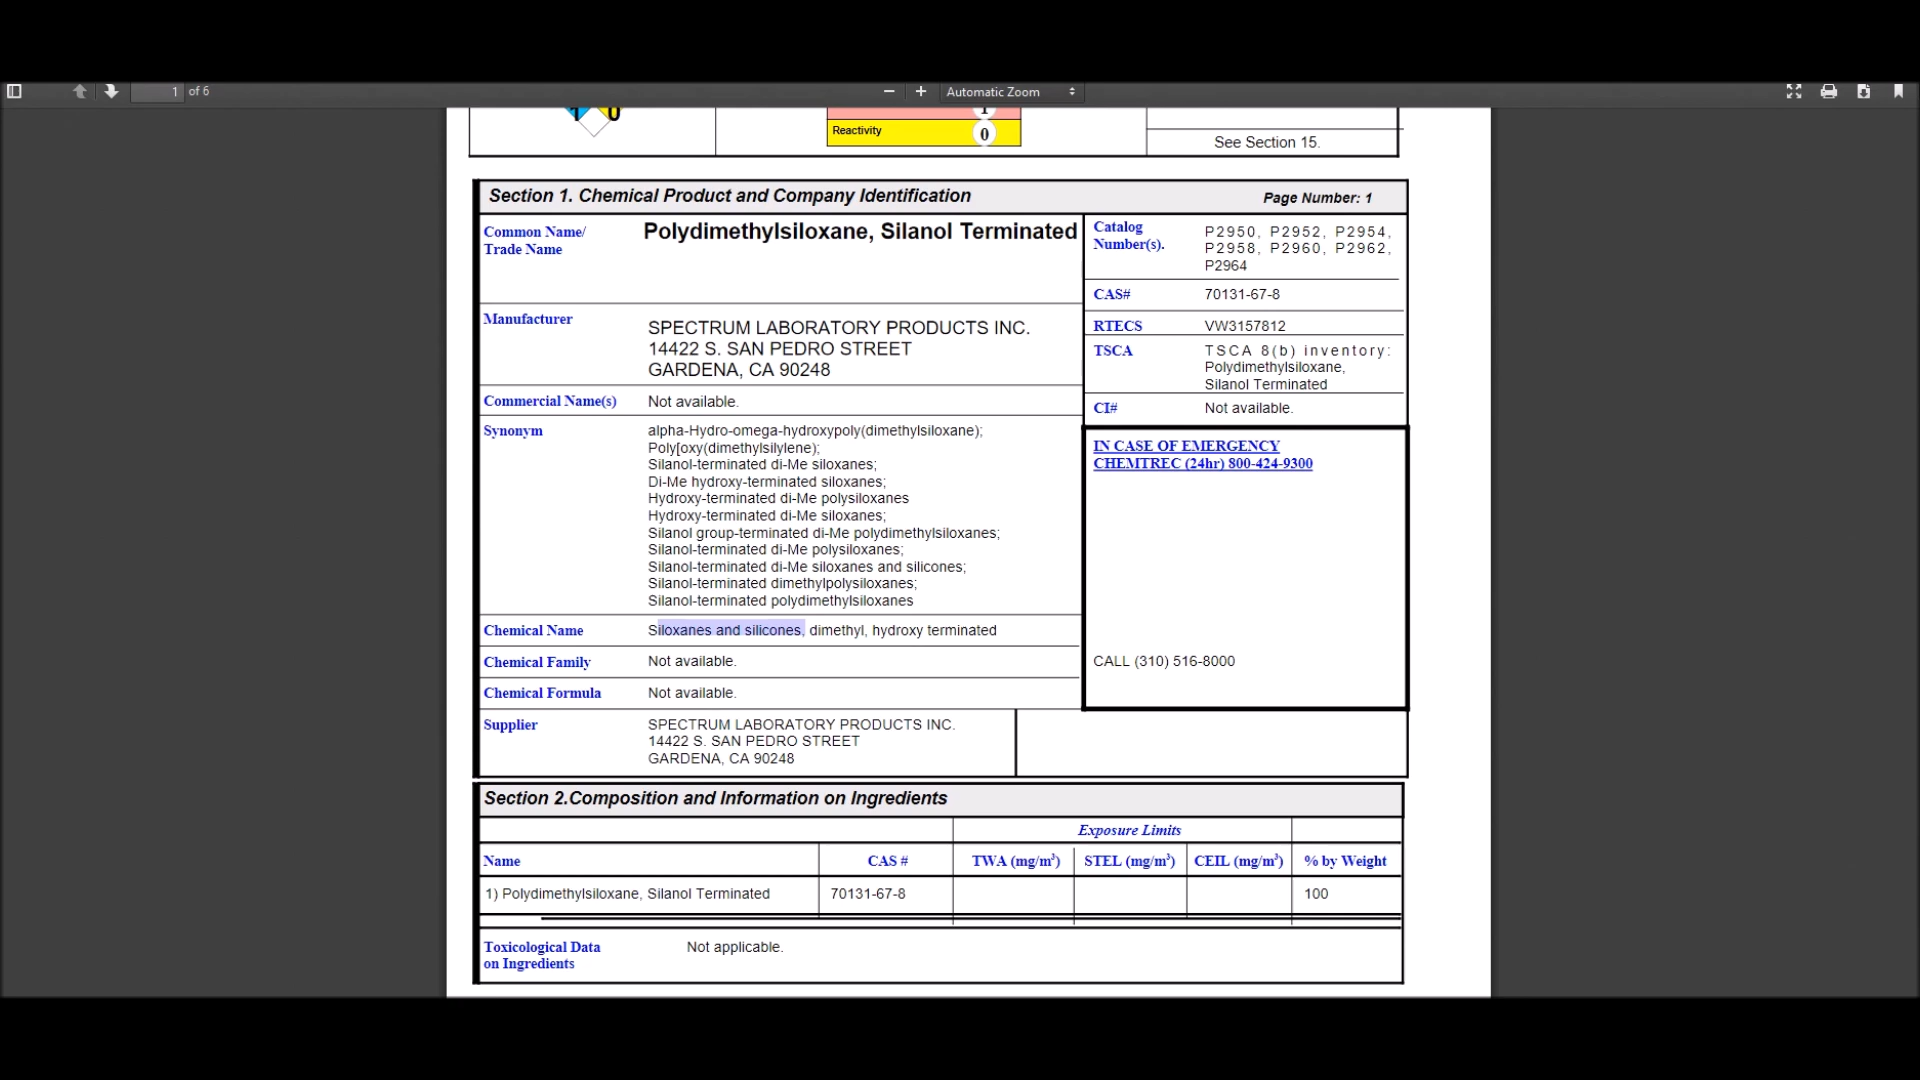 1 of 6
Automatic Zoom
1 0
1
Reactivity 0
See Section 15.
Section 1. Chemical Product and Company Identification
Page Number: 1
Common Name/
Trade Name
Polydimethylsiloxane, Silanol Terminated
Catalog
Number(s).
P2950, P2952, P2954,
P2958, P2960, P2962,
P2964
CAS# 70131-67-8
Manufacturer
SPECTRUM LABORATORY PRODUCTS INC.
14422 S. SAN PEDRO STREET
GARDENA, CA 90248
RTECS VW3157812
TSCA TSCA 8(b) inventory:
Polydimethylsiloxane,
Silanol Terminated
Commercial Name(s) Not available.
CI# Not available.
Synonym
alpha-Hydro-omega-hydroxypoly(dimethylsiloxane);
Poly[oxy(dimethylsilylene);
Silanol-terminated di-Me siloxanes;
Di-Me hydroxy-terminated siloxanes;
Hydroxy-terminated di-Me polysiloxanes
Hydroxy-terminated di-Me siloxanes;
Silanol group-terminated di-Me polydimethylsiloxanes;
Silanol-terminated di-Me polysiloxanes;
Silanol-terminated di-Me siloxanes and silicones;
Silanol-terminated dimethylpolysiloxanes;
Silanol-terminated polydimethylsiloxanes
IN CASE OF EMERGENCY
CHEMTREC (24hr) 800-424-9300
CALL (310) 516-8000
Chemical Name Siloxanes and silicones, dimethyl, hydroxy terminated
Chemical Family Not available.
Chemical Formula Not available.
Supplier
SPECTRUM LABORATORY PRODUCTS INC.
14422 S. SAN PEDRO STREET
GARDENA, CA 90248
Section 2.Composition and Information on Ingredients
Exposure Limits
Name CAS # TWA (mg/m³) STEL (mg/m³) CEIL (mg/m³) % by Weight
1) Polydimethylsiloxane, Silanol Terminated 70131-67-8 100
Toxicological Data
on Ingredients
Not applicable.